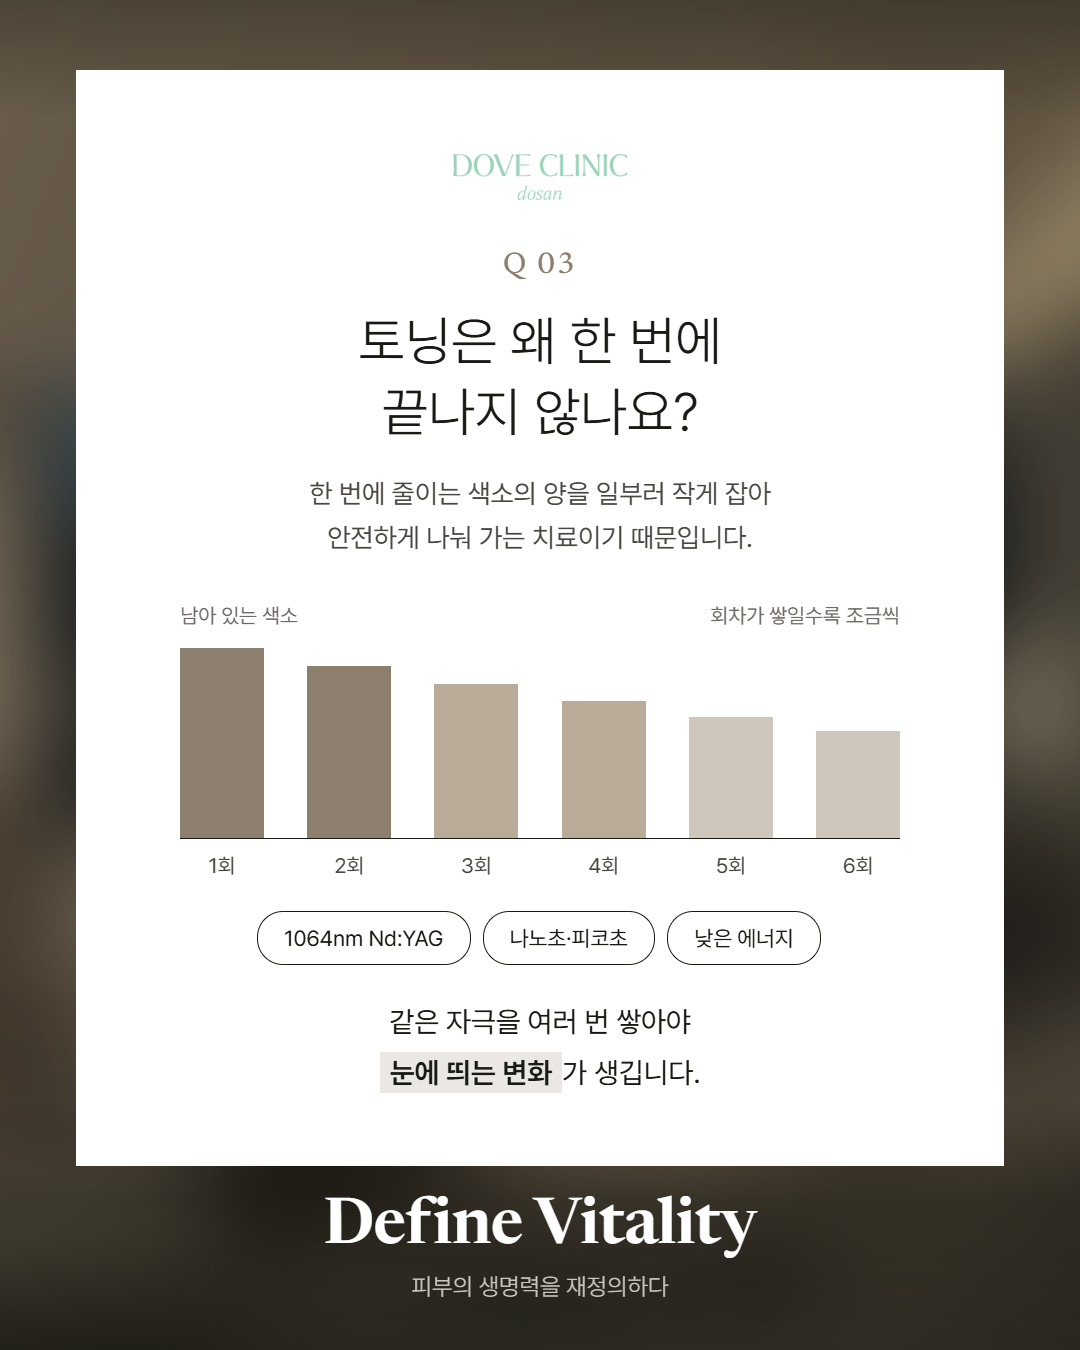 DOVE CLINIC
dosan
Q 03
토닝은 왜 한 번에
끝나지 않나요?
한 번에 줄이는 색소의 양을 일부러 작게 잡아
안전하게 나눠 가는 치료이기 때문입니다.
남아 있는 색소
회차가 쌓일수록 조금씩
1회
2회
3회
4회
5회
6회
1064nm Nd:YAG
나노초·피코초
낮은 에너지
같은 자극을 여러 번 쌓아야
눈에 띄는 변화가 생깁니다.
Define Vitality
피부의 생명력을 재정의하다